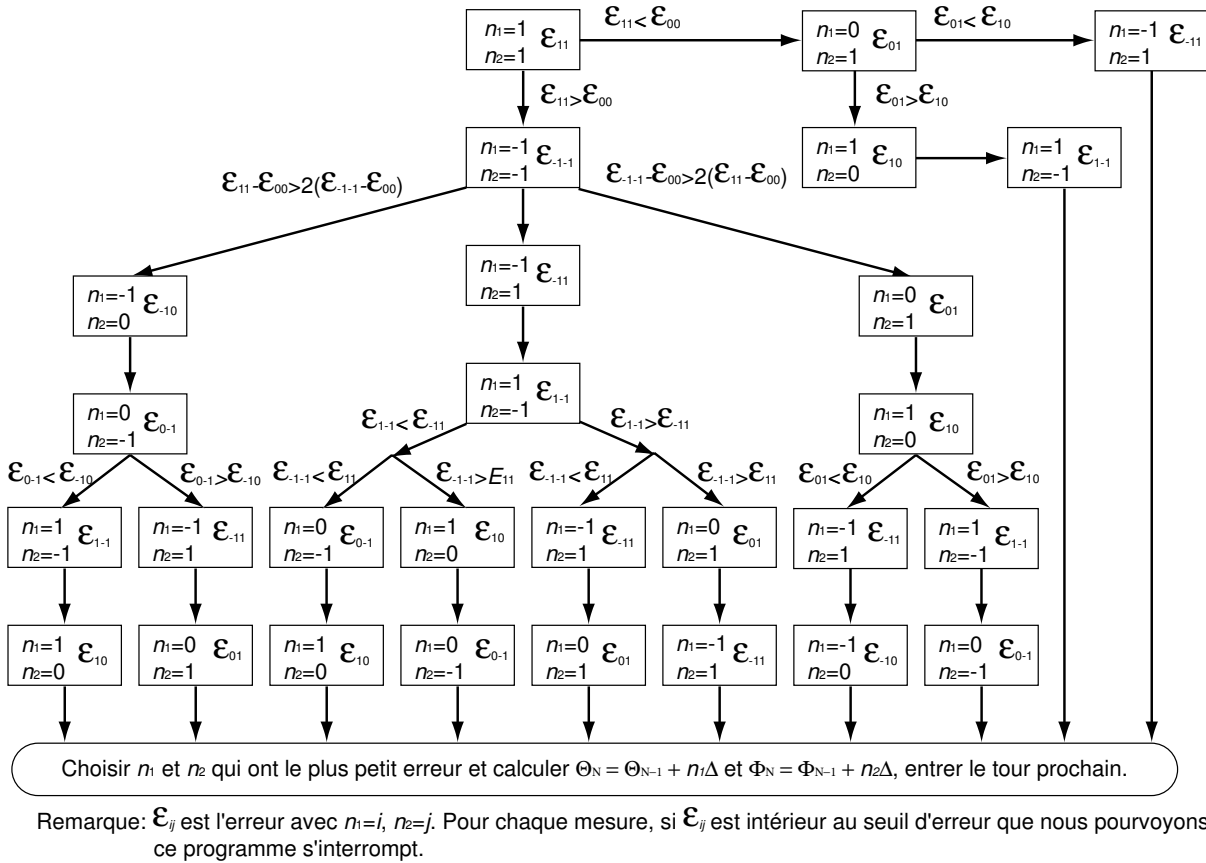 n₁=1 ε₁₁ ε₁₁<ε₀₀ n₁=0 ε₀₁ ε₀₁<ε₁₀ n₁=-1 ε₋₁₁
n₂=1 n₂=1 n₂=1
ε₁₁>ε₀₀ ε₀₁>ε₁₀
n₁=-1 ε₋₁₋₁ n₁=1 ε₁₀ n₁=1 ε₁₋₁
n₂=-1 n₂=0 n₂=-1
ε₁₁-ε₀₀>2(ε₋₁₋₁-ε₀₀) ε₋₁₋₁-ε₀₀>2(ε₁₁-ε₀₀)
n₁=-1 ε₋₁₁
n₂=1
n₁=-1 ε₋₁₀ n₁=0 ε₀₁
n₂=0 n₂=1
n₁=1 ε₁₋₁
n₂=-1
n₁=0 ε₀₋₁ n₁=1 ε₁₀
n₂=-1 n₂=0
ε₁₋₁<ε₋₁₁ ε₁₋₁>ε₋₁₁
ε₀₋₁<ε₋₁₀ ε₀₋₁>ε₋₁₀ ε₋₁₋₁<ε₁₁ ε₋₁₋₁>E₁₁ ε₋₁₋₁<ε₁₁ ε₋₁₋₁>ε₁₁ ε₀₁<ε₁₀ ε₀₁>ε₁₀
n₁=1 ε₁₋₁ n₁=-1 ε₋₁₁ n₁=0 ε₀₋₁ n₁=1 ε₁₀ n₁=-1 ε₋₁₁ n₁=0 ε₀₁ n₁=-1 ε₋₁₁ n₁=1 ε₁₋₁
n₂=-1 n₂=1 n₂=-1 n₂=0 n₂=1 n₂=1 n₂=1 n₂=-1
n₁=1 ε₁₀ n₁=0 ε₀₁ n₁=1 ε₁₀ n₁=0 ε₀₋₁ n₁=0 ε₀₁ n₁=-1 ε₋₁₁ n₁=-1 ε₋₁₀ n₁=0 ε₀₋₁
n₂=0 n₂=1 n₂=0 n₂=-1 n₂=1 n₂=1 n₂=0 n₂=-1
Choisir n₁ et n₂ qui ont le plus petit erreur et calculer Θ_N = Θ_N−1 + n₁Δ et Φ_N = Φ_N−1 + n₂Δ, entrer le tour prochain.
Remarque: ε_ij est l'erreur avec n₁=i, n₂=j. Pour chaque mesure, si ε_ij est intérieur au seuil d'erreur que nous pourvoyons
ce programme s'interrompt.